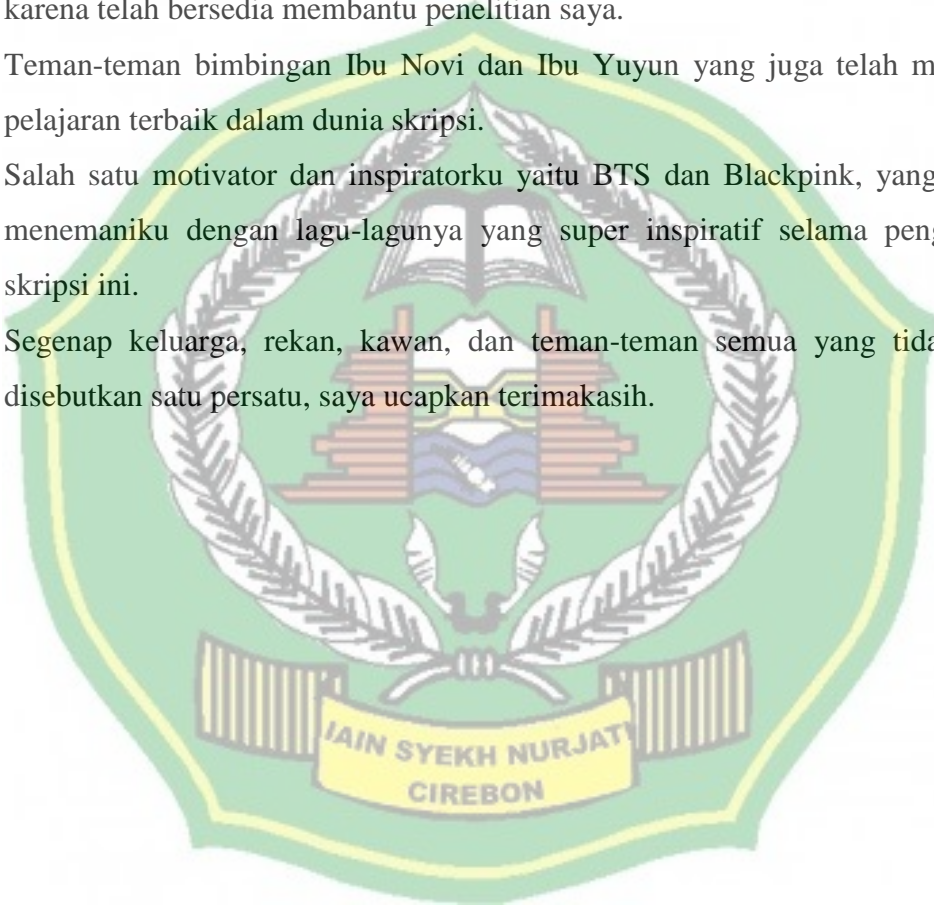 karena telah bersedia membantu penelitian saya.
Teman-teman bimbingan Ibu Novi dan Ibu Yuyun yang juga telah m
pelajaran terbaik dalam dunia skripsi.
Salah satu motivator dan inspiratorku yaitu BTS dan Blackpink, yang
menemaniku dengan lagu-lagunya yang super inspiratif selama peng
skripsi ini.
Segenap keluarga, rekan, kawan, dan teman-teman semua yang tida
disebutkan satu persatu, saya ucapkan terimakasih.
IAIN SYEKH NURJATI
CIREBON